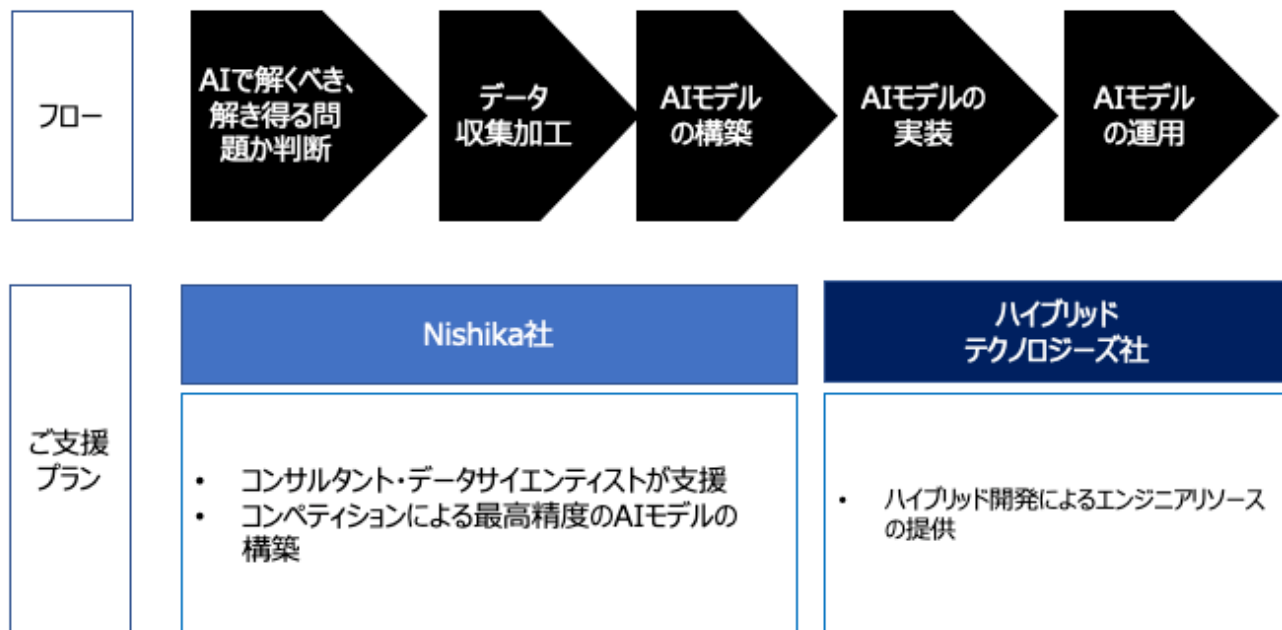 フロー
AIで解くべき、
解き得る問
題か判断
データ
収集加工
AIモデル
の構築
AIモデルの
実装
AIモデル
の運用
ご支援
プラン
Nishika社
• コンサルタント・データサイエンティストが支援
• コンペティションによる最高精度のAIモデルの
構築
ハイブリッド
テクノロジーズ社
• ハイブリッド開発によるエンジニアリソース
の提供